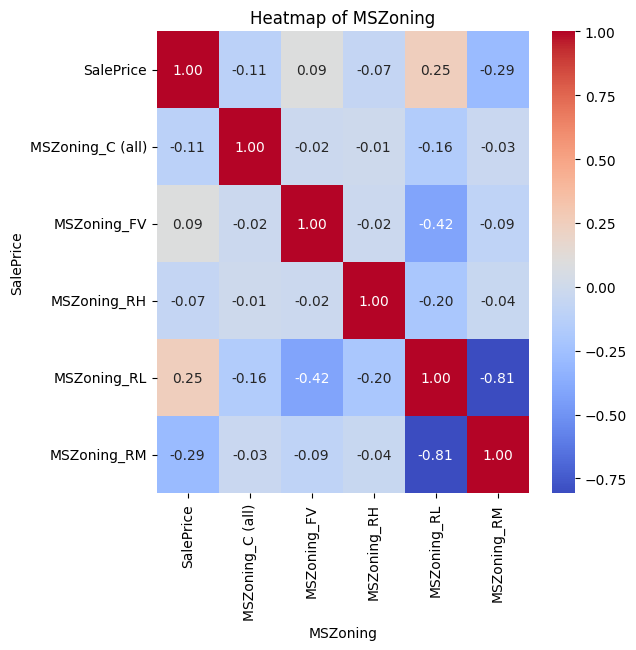 Heatmap of MSZoning
SalePrice 1.00 -0.11 0.09 -0.07 0.25 -0.29
MSZoning_C (all) -0.11 1.00 -0.02 -0.01 -0.16 -0.03
MSZoning_FV 0.09 -0.02 1.00 -0.02 -0.42 -0.09
MSZoning_RH -0.07 -0.01 -0.02 1.00 -0.20 -0.04
MSZoning_RL 0.25 -0.16 -0.42 -0.20 1.00 -0.81
MSZoning_RM -0.29 -0.03 -0.09 -0.04 -0.81 1.00
SalePrice
SalePrice
MSZoning_C (all)
MSZoning_FV
MSZoning_RH
MSZoning_RL
MSZoning_RM
MSZoning
1.00
0.75
0.50
0.25
0.00
−0.25
−0.50
−0.75